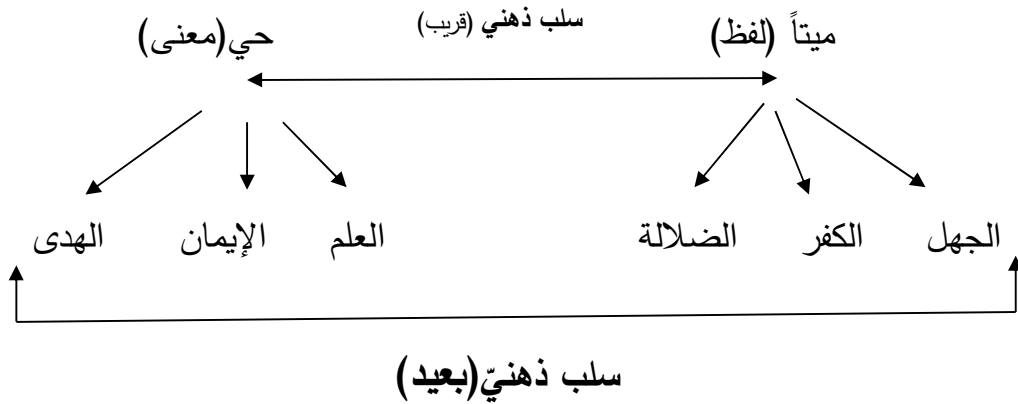 ميتاً (لفظ) سلب ذهني (قريب) حي(معنى)
الجهل الكفر الضلالة العلم الإيمان الهدى
سلب ذهنيّ(بعيد)